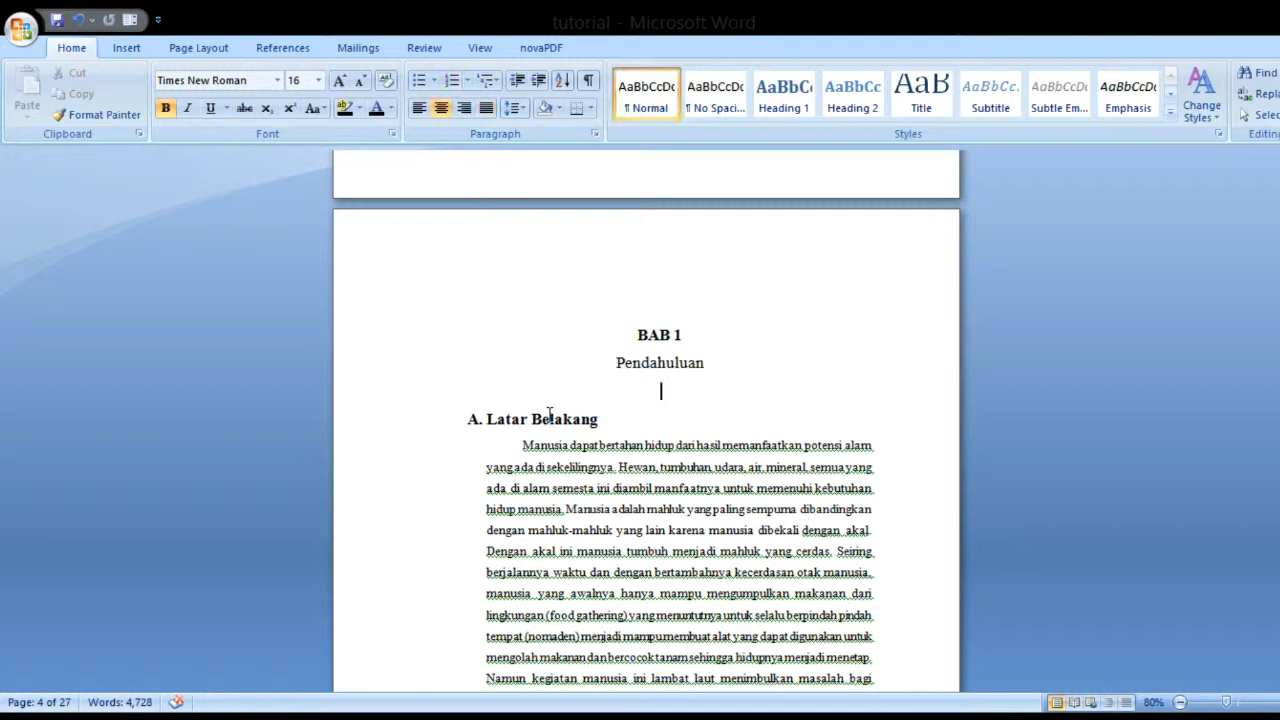 tutorial - Microsoft Word
Home Insert Page Layout References Mailings Review View novaPDF
Paste
Cut
Copy
Format Painter
Clipboard
Times New Roman 16
B I U abc X₂ X² Aa
Font
Paragraph
AaBbCcDc AaBbCcDc AaBbC AaBbCc AaB AaBbCc. AaBbCcDc AaBbCcDc
¶ Normal ¶ No Spaci... Heading 1 Heading 2 Title Subtitle Subtle Em... Emphasis
Change
Styles
Styles
Find
Repla
Selec
Editing
BAB 1
Pendahuluan
A. Latar Belakang
Manusia dapat bertahan hidup dari hasil memanfaatkan potensi alam
yang ada di sekelilingnya. Hewan, tumbuhan, udara, air, mineral, semua yang
ada di alam semesta ini diambil manfaatnya untuk memenuhi kebutuhan
hidup manusia. Manusia adalah mahluk yang paling sempurna dibandingkan
dengan mahluk-mahluk yang lain karena manusia dibekali dengan akal.
Dengan akal ini manusia tumbuh menjadi mahluk yang cerdas. Seiring
berjalannya waktu dan dengan bertambahnya kecerdasan otak manusia,
manusia yang awalnya hanya mampu mengumpulkan makanan dari
lingkungan (food gathering) yang menuntutnya untuk selalu berpindah pindah
tempat (nomaden) menjadi mampu membuat alat yang dapat digunakan untuk
mengolah makanan dan bercocok tanam sehingga hidupnya menjadi menetap.
Namun kegiatan manusia ini lambat laut menimbulkan masalah bagi
Page: 4 of 27 Words: 4,728 80%